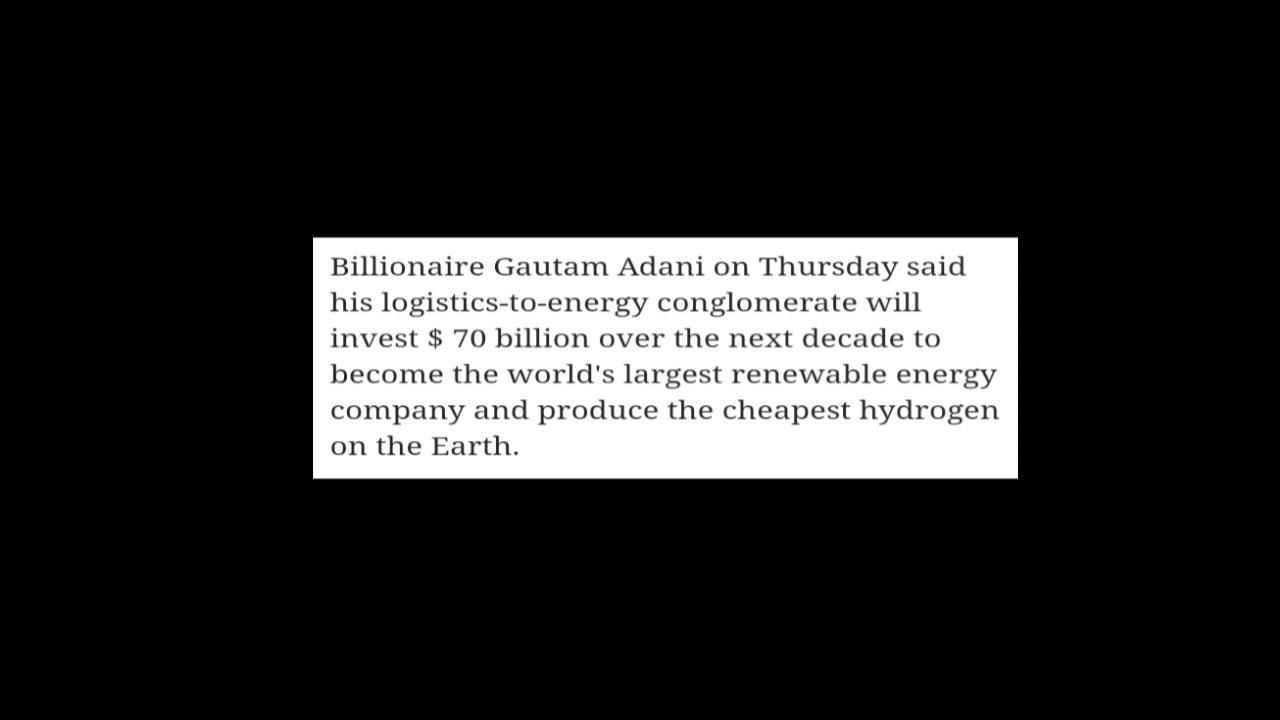 Billionaire Gautam Adani on Thursday said
his logistics-to-energy conglomerate will
invest $ 70 billion over the next decade to
become the world's largest renewable energy
company and produce the cheapest hydrogen
on the Earth.